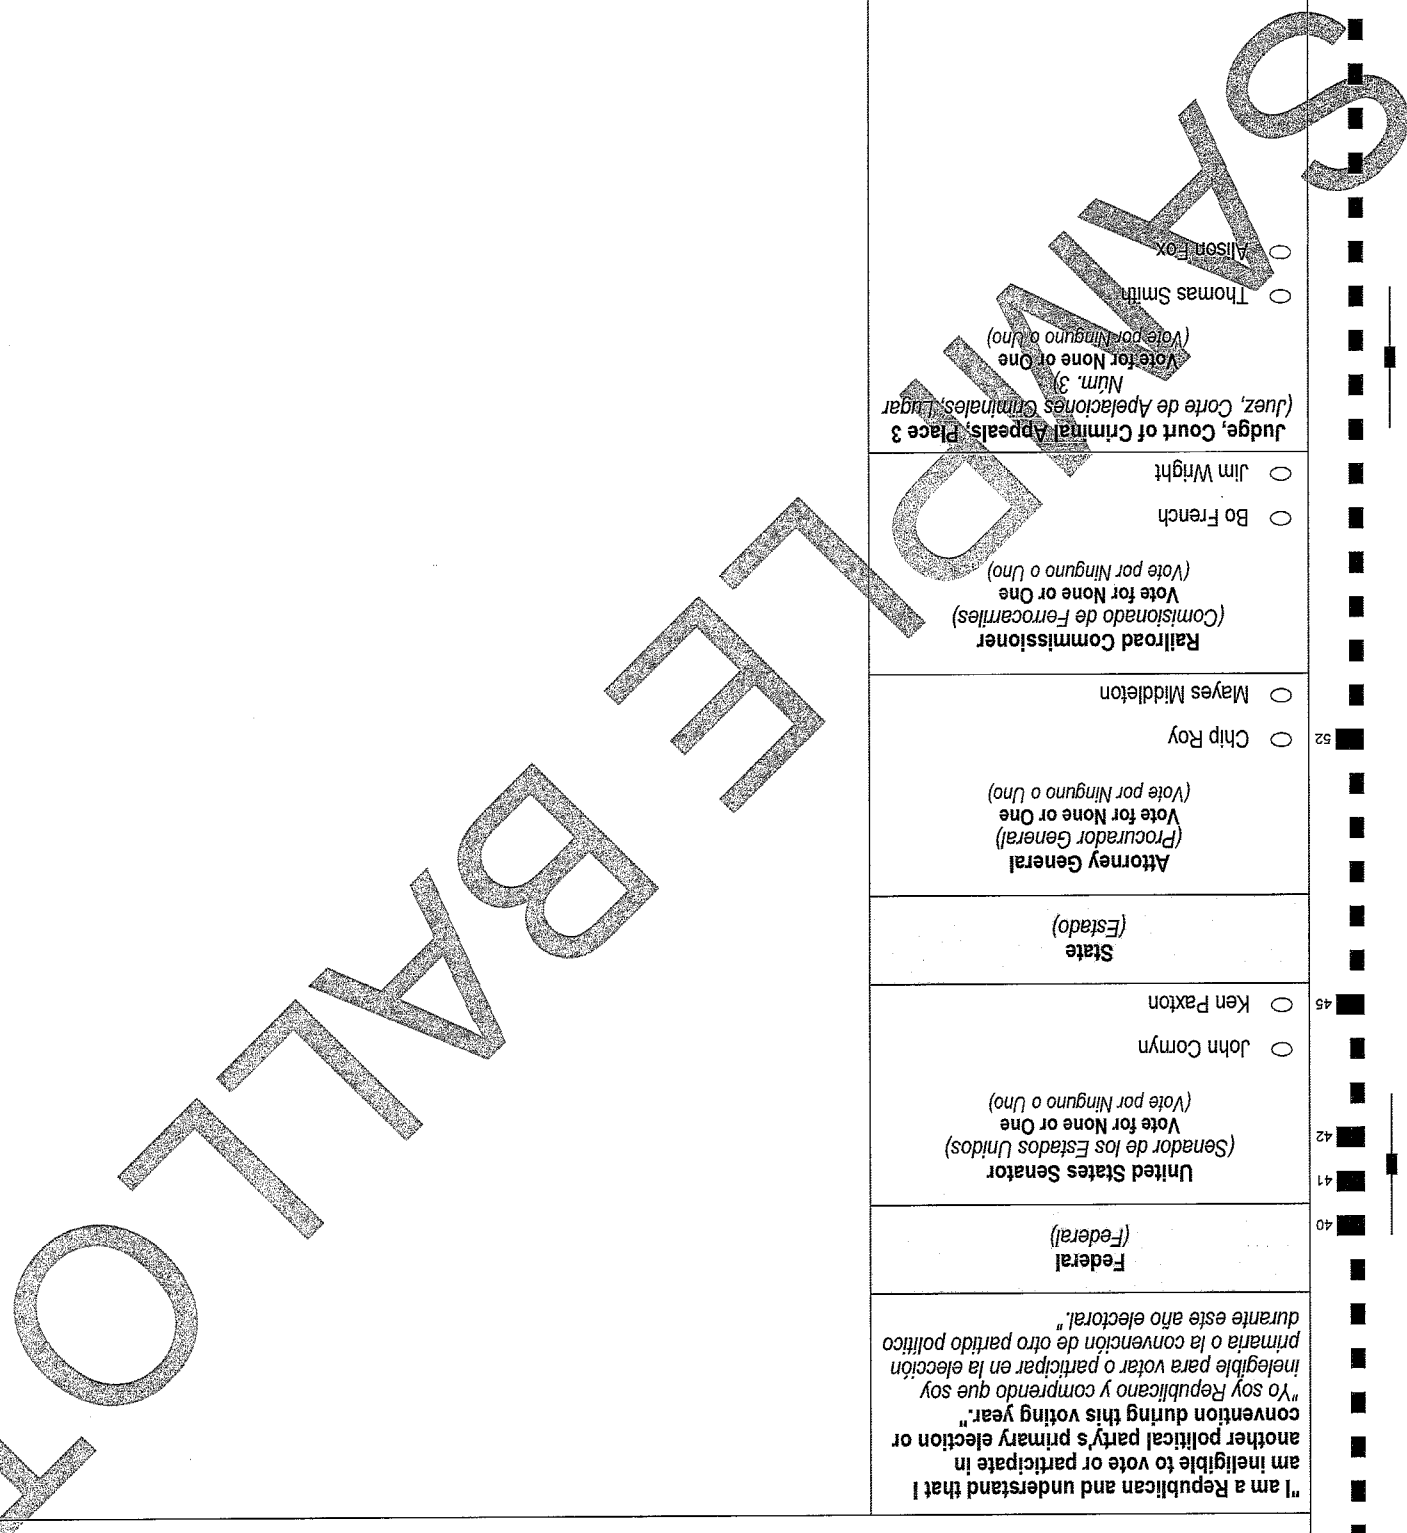 "I am a Republican and understand that I
am ineligible to vote or participate in
another political party's primary election or
convention during this voting year."
"Yo soy Republicano y comprendo que soy
inelegible para votar o participar en la elección
primaria o la convención de otro partido político
durante este año electoral."
Federal
(Federal)
40
United States Senator
(Senador de los Estados Unidos)
Vote for None or One
(Vote por Ninguno o Uno)
41
42
John Cornyn
Ken Paxton
45
State
(Estado)
Attorney General
(Procurador General)
Vote for None or One
(Vote por Ninguno o Uno)
Chip Roy
52
Mayes Middleton
Railroad Commissioner
(Comisionado de Ferrocarriles)
Vote for None or One
(Vote por Ninguno o Uno)
Bo French
Jim Wright
Judge, Court of Criminal Appeals, Place 3
(Juez, Corte de Apelaciones Criminales, Lugar
Núm. 3)
Vote for None or One
(Vote por Ninguno o Uno)
Thomas Smith
Alison Fox
SAMPLE BALLOT